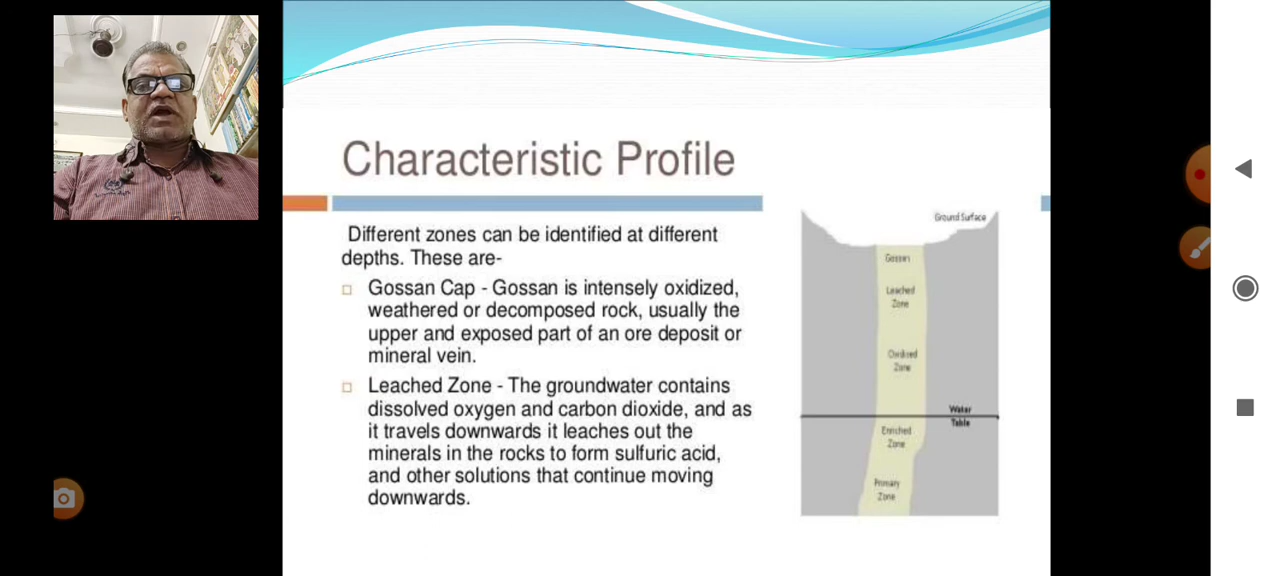 Characteristic Profile
Different zones can be identified at different
depths. These are-
Gossan Cap - Gossan is intensely oxidized,
weathered or decomposed rock, usually the
upper and exposed part of an ore deposit or
mineral vein.
Leached Zone - The groundwater contains
dissolved oxygen and carbon dioxide, and as
it travels downwards it leaches out the
minerals in the rocks to form sulfuric acid,
and other solutions that continue moving
downwards.
Ground Surface
Gossan
Leached
Zone
Oxidised
Zone
Water
Table
Enriched
Zone
Primary
Zone